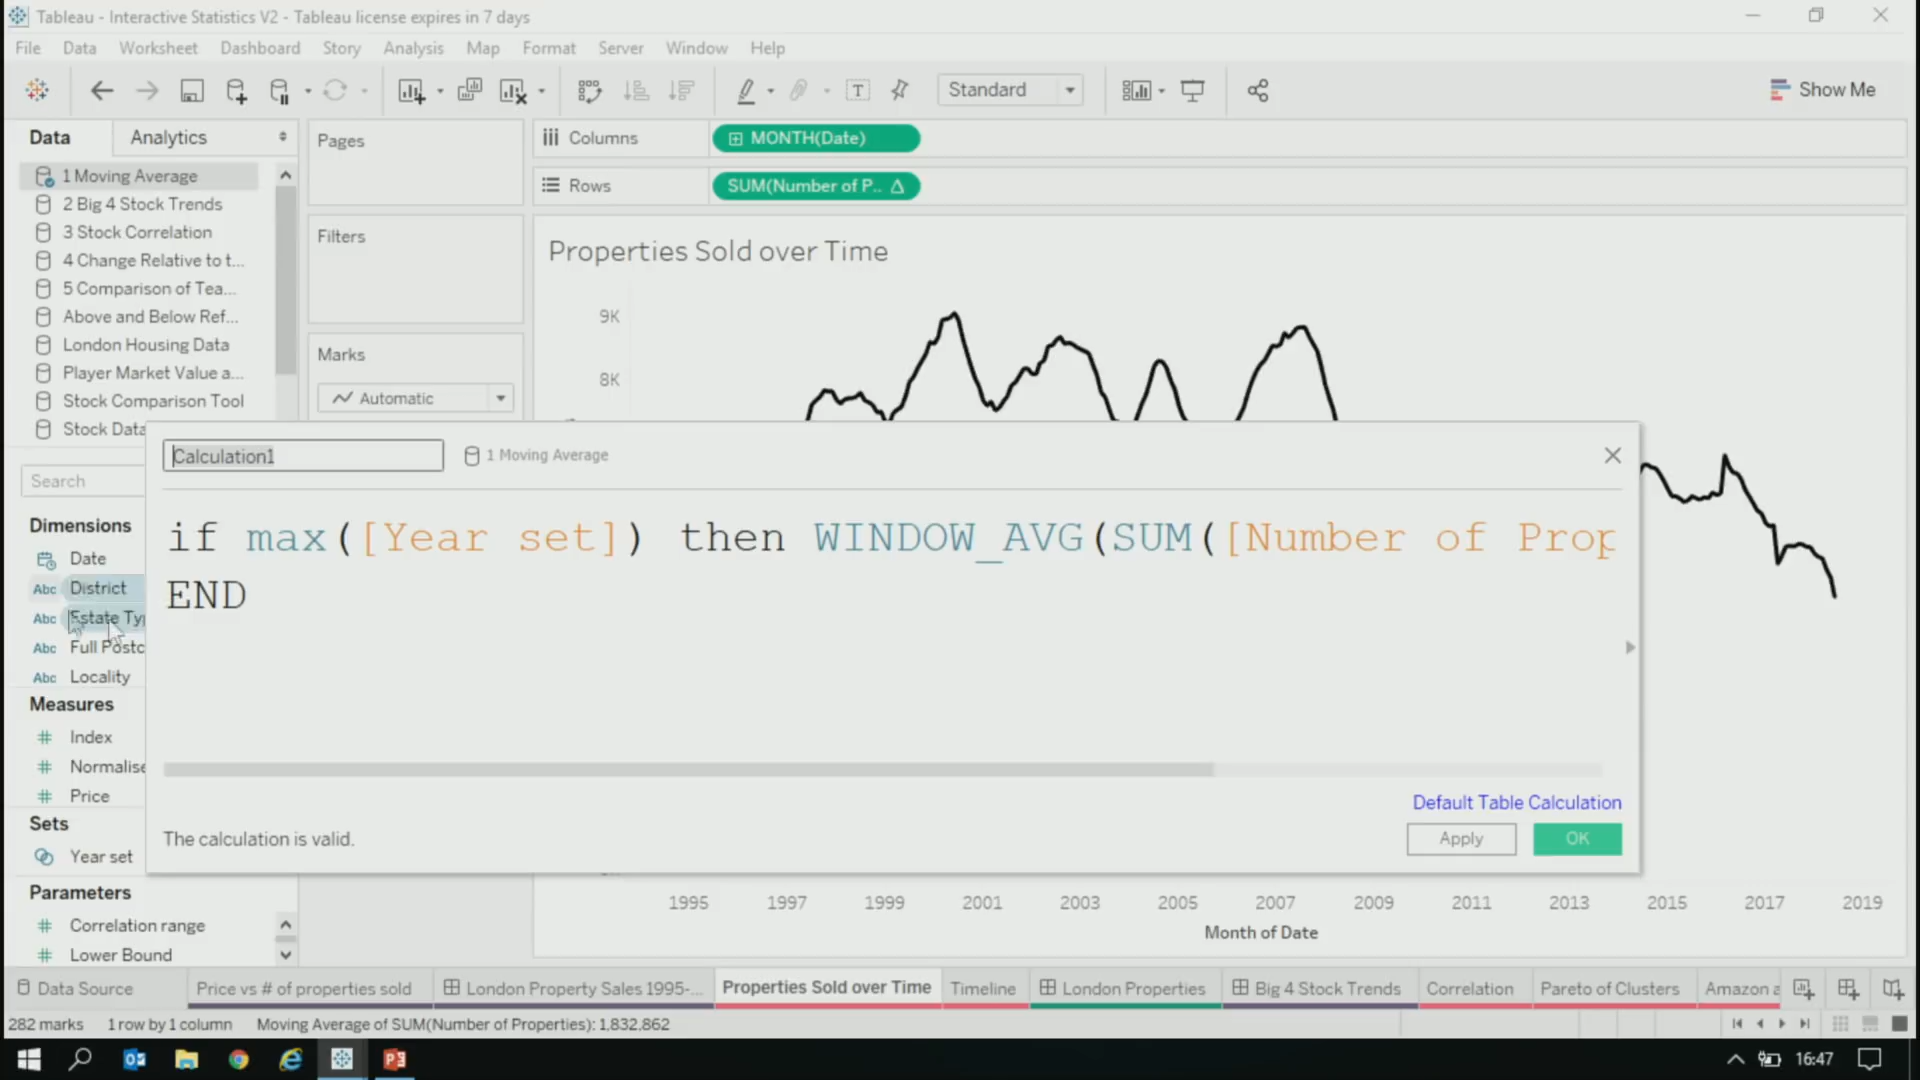 Tableau - Interactive Statistics V2 - Tableau license expires in 7 days
File Data Worksheet Dashboard Story Analysis Map Format Server Window Help
Standard
Show Me
Data Analytics
Pages
Columns
MONTH(Date)
1 Moving Average
2 Big 4 Stock Trends
3 Stock Correlation
4 Change Relative to t...
5 Comparison of Tea...
Above and Below Ref...
London Housing Data
Player Market Value a...
Stock Comparison Tool
Stock Data
Rows
SUM(Number of P..
Filters
Marks
Automatic
Properties Sold over Time
9K
8K
Calculation1
1 Moving Average
if max([Year set]) then WINDOW_AVG(SUM([Number of Prop
END
Default Table Calculation
The calculation is valid.
Apply
OK
Search
Dimensions
Date
Abc District
Abc Estate Ty
Abc Full Postc
Abc Locality
Measures
Index
Normalise
Price
Sets
Year set
Parameters
Correlation range
Lower Bound
1995 1997 1999 2001 2003 2005 2007 2009 2011 2013 2015 2017 2019
Month of Date
Data Source Price vs # of properties sold London Property Sales 1995-... Properties Sold over Time Timeline London Properties Big 4 Stock Trends Correlation Pareto of Clusters Amazon a
282 marks 1 row by 1 column Moving Average of SUM(Number of Properties): 1,832,862
16:47